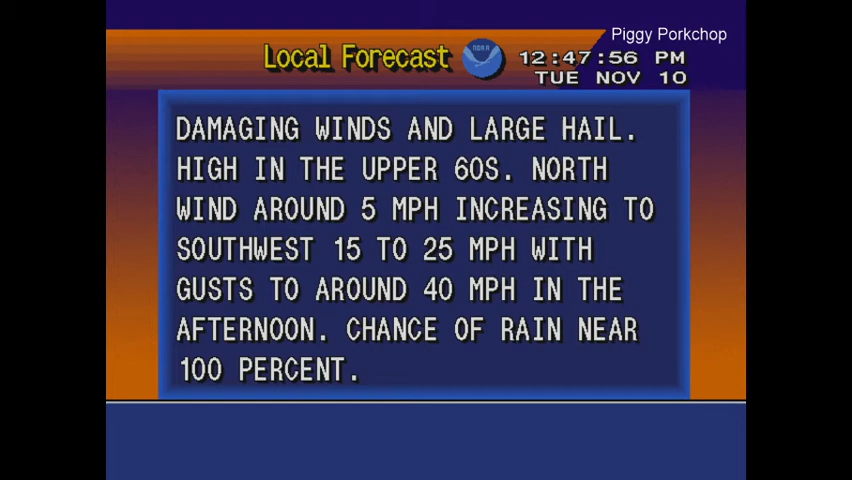 Piggy Porkchop
Local Forecast
NOAA
12:47:56 PM
TUE NOV 10
DAMAGING WINDS AND LARGE HAIL.
HIGH IN THE UPPER 60S. NORTH
WIND AROUND 5 MPH INCREASING TO
SOUTHWEST 15 TO 25 MPH WITH
GUSTS TO AROUND 40 MPH IN THE
AFTERNOON. CHANCE OF RAIN NEAR
100 PERCENT.